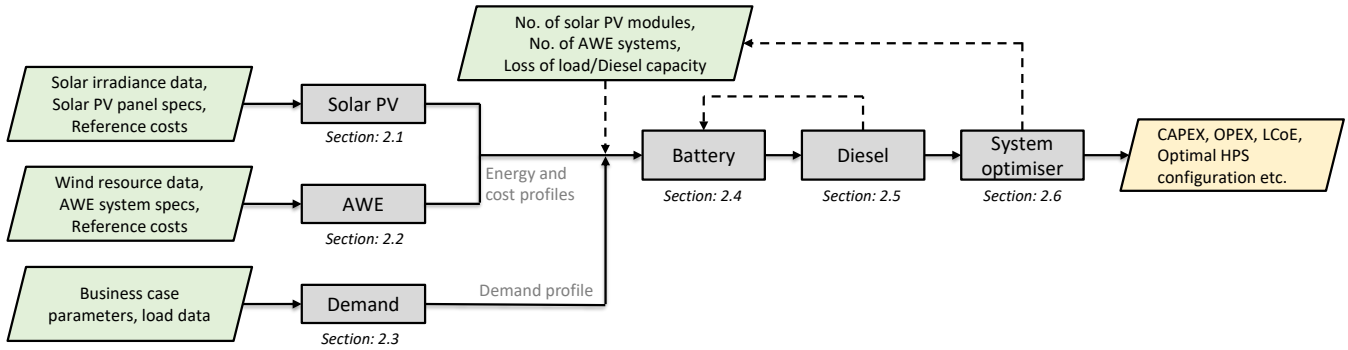 No. of solar PV modules,
No. of AWE systems,
Loss of load/Diesel capacity
Solar irradiance data,
Solar PV panel specs,
Reference costs
Solar PV
Section: 2.1
Wind resource data,
AWE system specs,
Reference costs
AWE
Section: 2.2
Business case
parameters, load data
Demand
Section: 2.3
Energy and
cost profiles
Demand profile
Battery
Section: 2.4
Diesel
Section: 2.5
System
optimiser
Section: 2.6
CAPEX, OPEX, LCoE,
Optimal HPS
configuration etc.